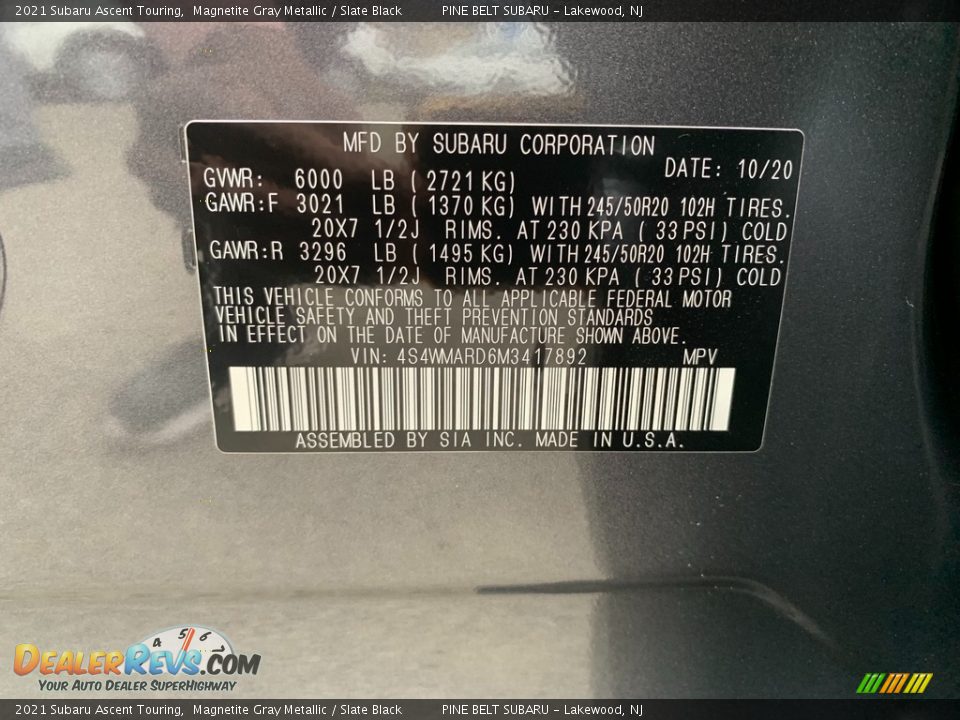 2021 Subaru Ascent Touring, Magnetite Gray Metallic / Slate Black PINE BELT SUBARU - Lakewood, NJ
MFD BY SUBARU CORPORATION
DATE: 10/20
GVWR: 6000 LB ( 2721 KG)
GAWR:F 3021 LB ( 1370 KG) WITH 245/50R20 102H TIRES.
20X7 1/2J RIMS. AT 230 KPA ( 33 PSI) COLD
GAWR:R 3296 LB ( 1495 KG) WITH 245/50R20 102H TIRES.
20X7 1/2J RIMS. AT 230 KPA ( 33 PSI) COLD
THIS VEHICLE CONFORMS TO ALL APPLICABLE FEDERAL MOTOR
VEHICLE SAFETY AND THEFT PREVENTION STANDARDS
IN EFFECT ON THE DATE OF MANUFACTURE SHOWN ABOVE.
VIN: 4S4WMARD6M3417892 MPV
ASSEMBLED BY SIA INC. MADE IN U.S.A.
4 5 6 7
DEALERREVS.COM
YOUR AUTO DEALER SUPERHIGHWAY
2021 Subaru Ascent Touring, Magnetite Gray Metallic / Slate Black PINE BELT SUBARU - Lakewood, NJ